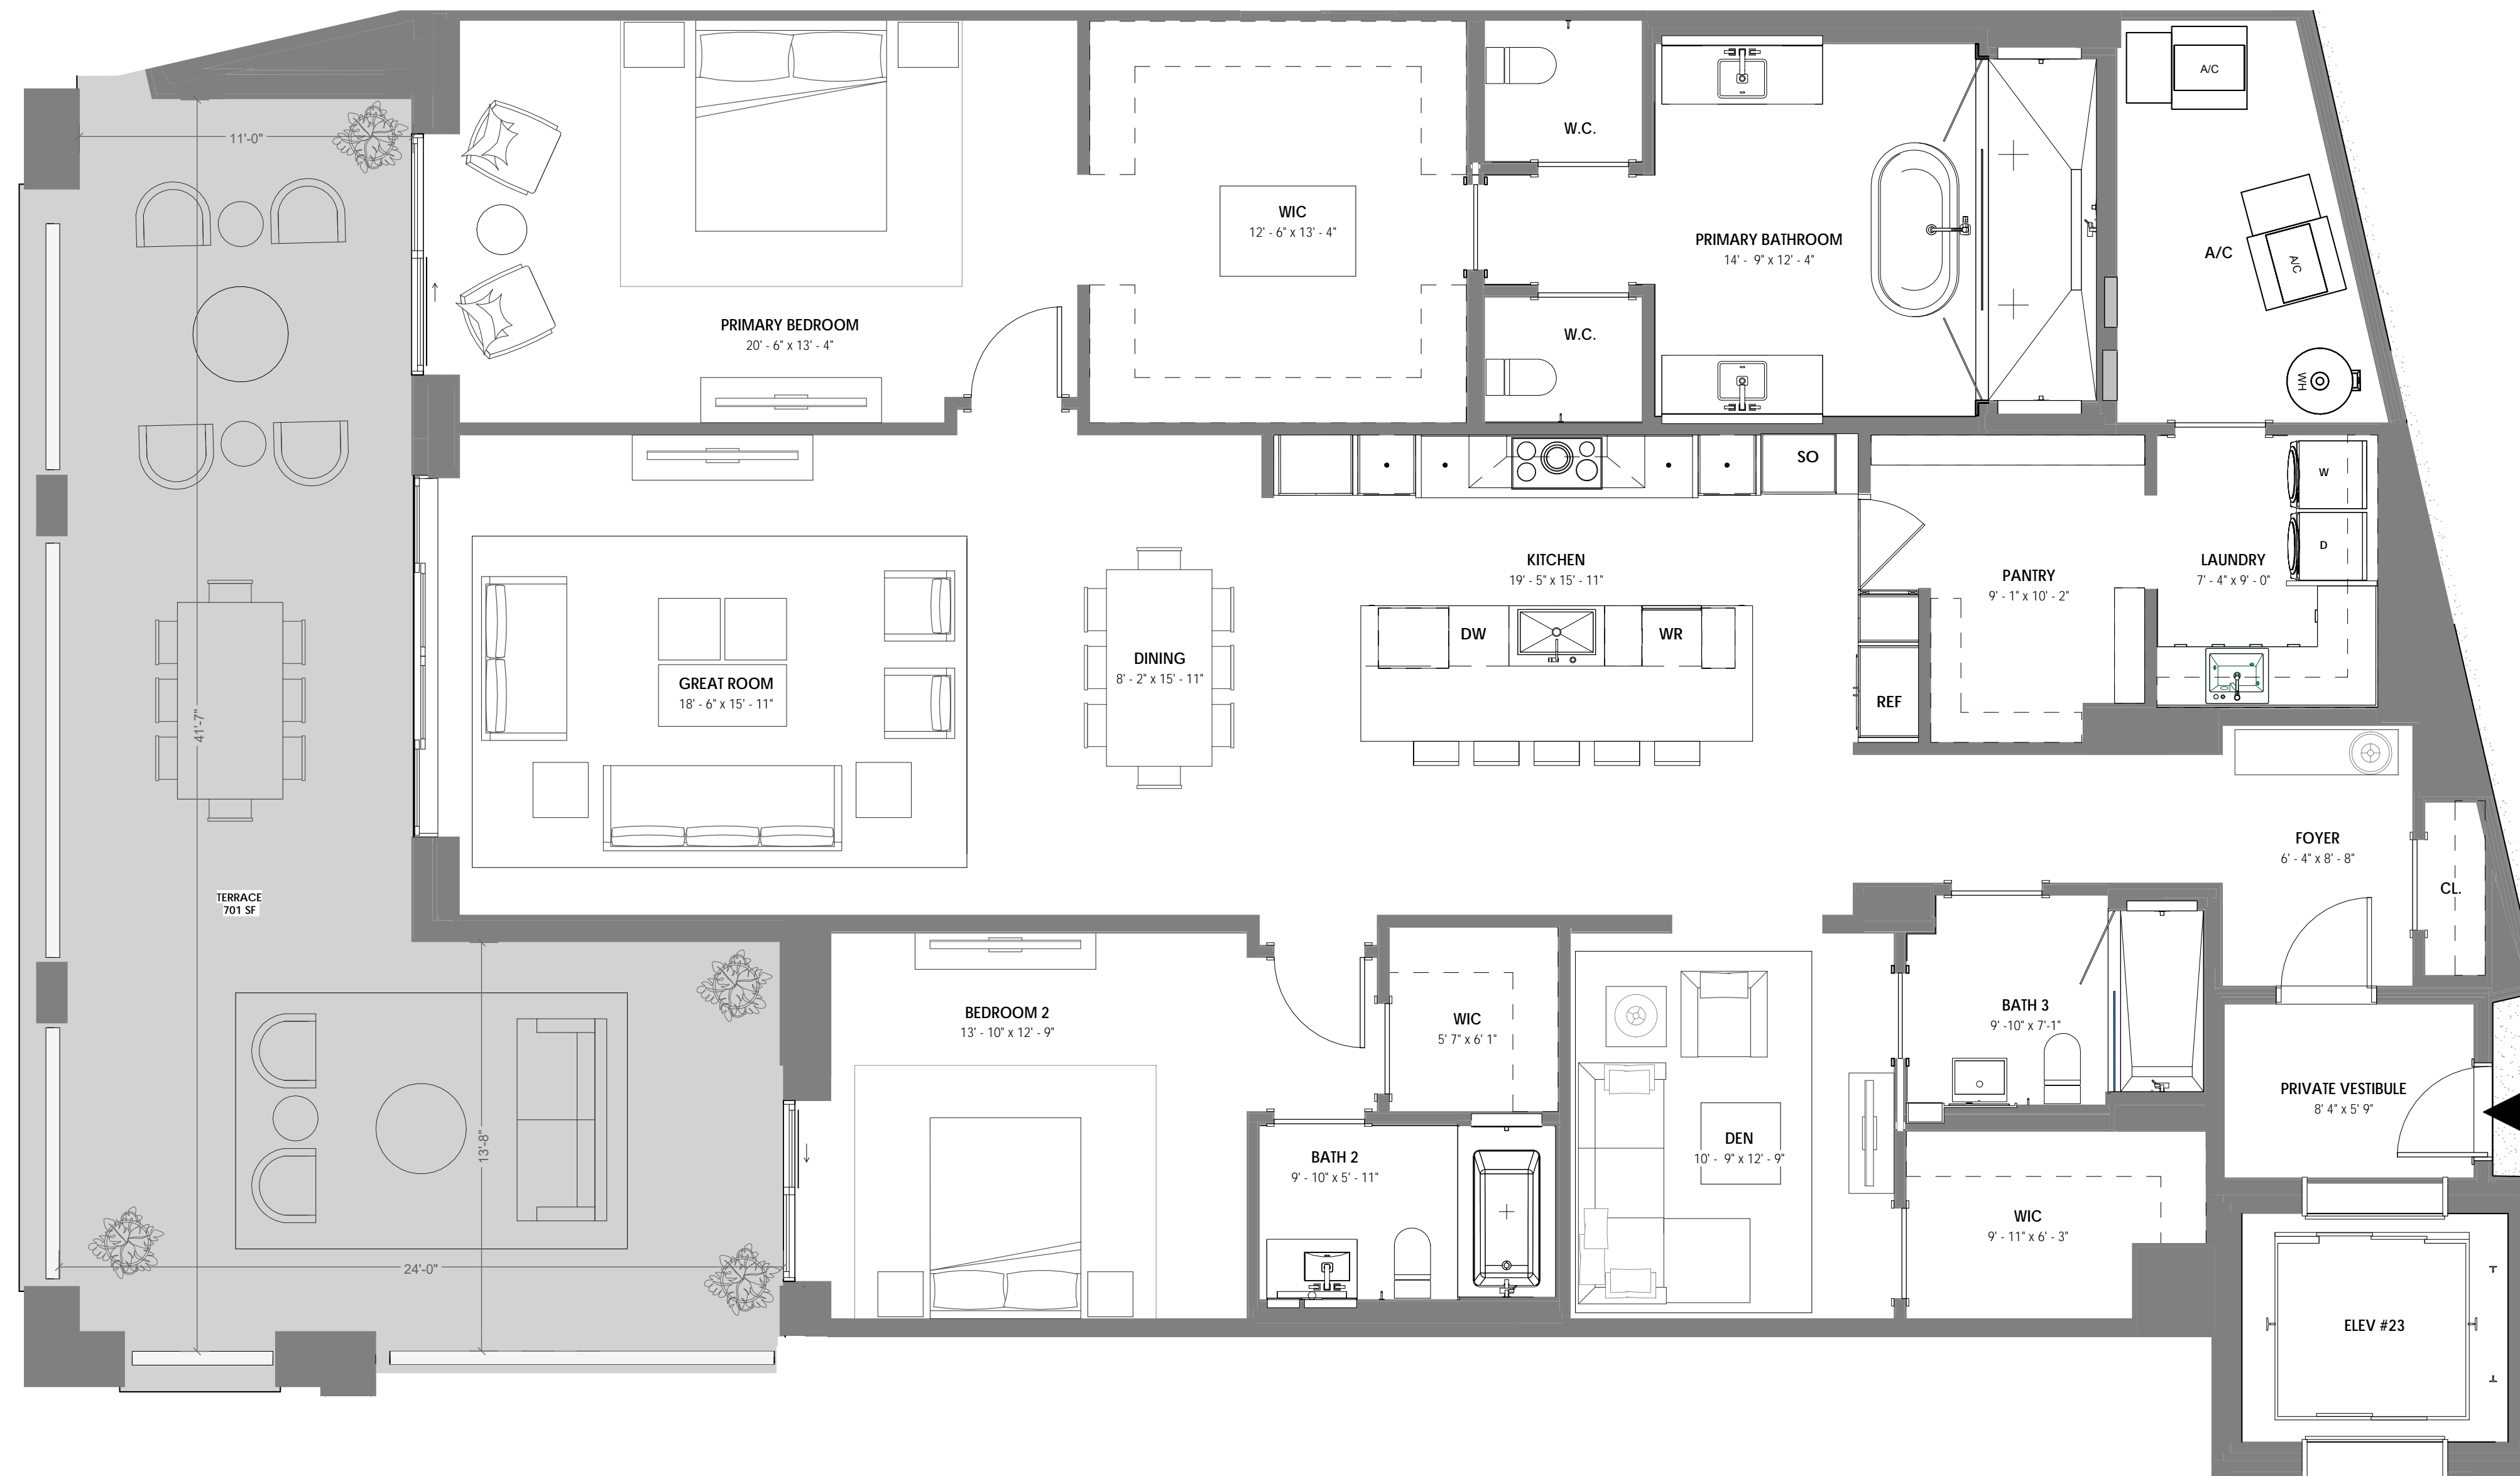 A/C
11'-0"
W.C.
WIC
12' - 6" x 13' - 4"
PRIMARY BATHROOM
14' - 9" x 12' - 4"
A/C
A/C
PRIMARY BEDROOM
20' - 6" x 13' - 4"
W.C.
WH
SO
W
D
KITCHEN
19' - 5" x 15' - 11"
LAUNDRY
7' - 4" x 9' - 0"
PANTRY
9' - 1" x 10' - 2"
DW
WR
DINING
8' - 2" x 15' - 11"
GREAT ROOM
18' - 6" x 15' - 11"
REF
41'-7"
FOYER
6' - 4" x 8' - 8"
CL.
TERRACE
701 SF
BEDROOM 2
13' - 10" x 12' - 9"
WIC
5' 7" x 6' 1"
BATH 3
9' -10" x 7'-1"
PRIVATE VESTIBULE
8' 4" x 5' 9"
13'-8"
DEN
10' - 9" x 12' - 9"
BATH 2
9' - 10" x 5' - 11"
WIC
9' - 11" x 6' - 3"
24'-0"
ELEV #23